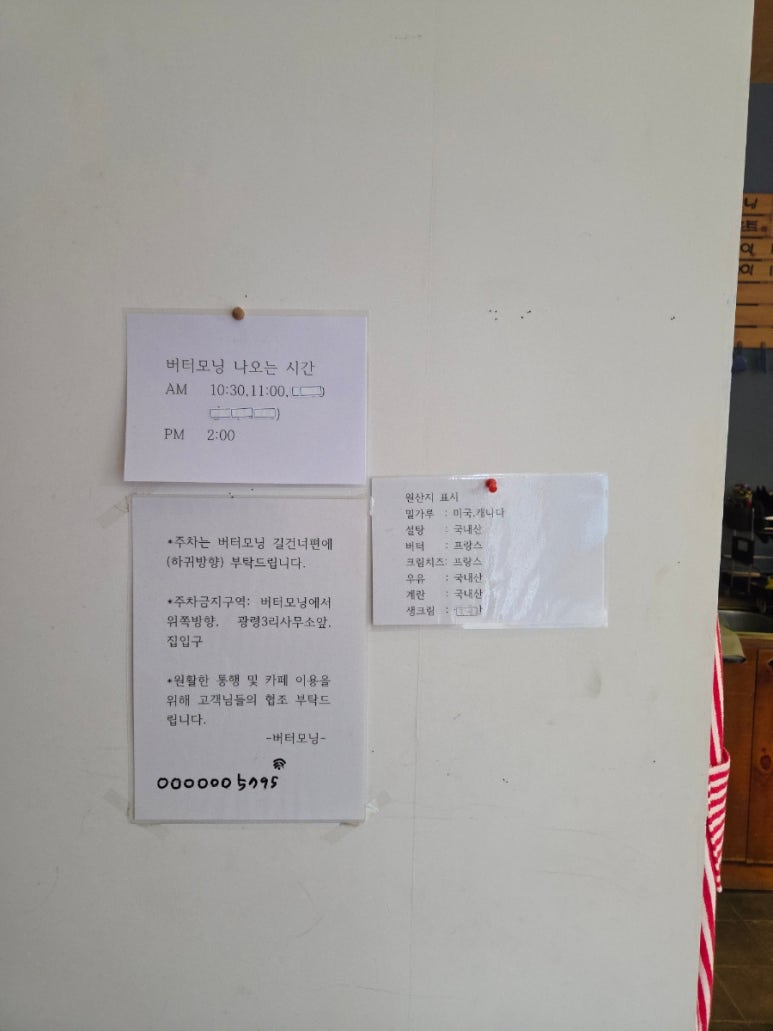 버터모닝 나오는 시간
AM 10:30,11:00,
PM 2:00
*주차는 버터모닝 길건너편에
(하귀방향) 부탁드립니다.
*주차금지구역: 버터모닝에서
위쪽방향, 광령3리사무소앞,
집입구
*원활한 통행 및 카페 이용을
위해 고객님들의 협조 부탁드
립니다.
-버터모닝-
0000005795
원산지 표시
밀가루 : 미국,캐나다
설탕 : 국내산
버터 : 프랑스
크림치즈: 프랑스
우유 : 국내산
계란 : 국내산
생크림 :